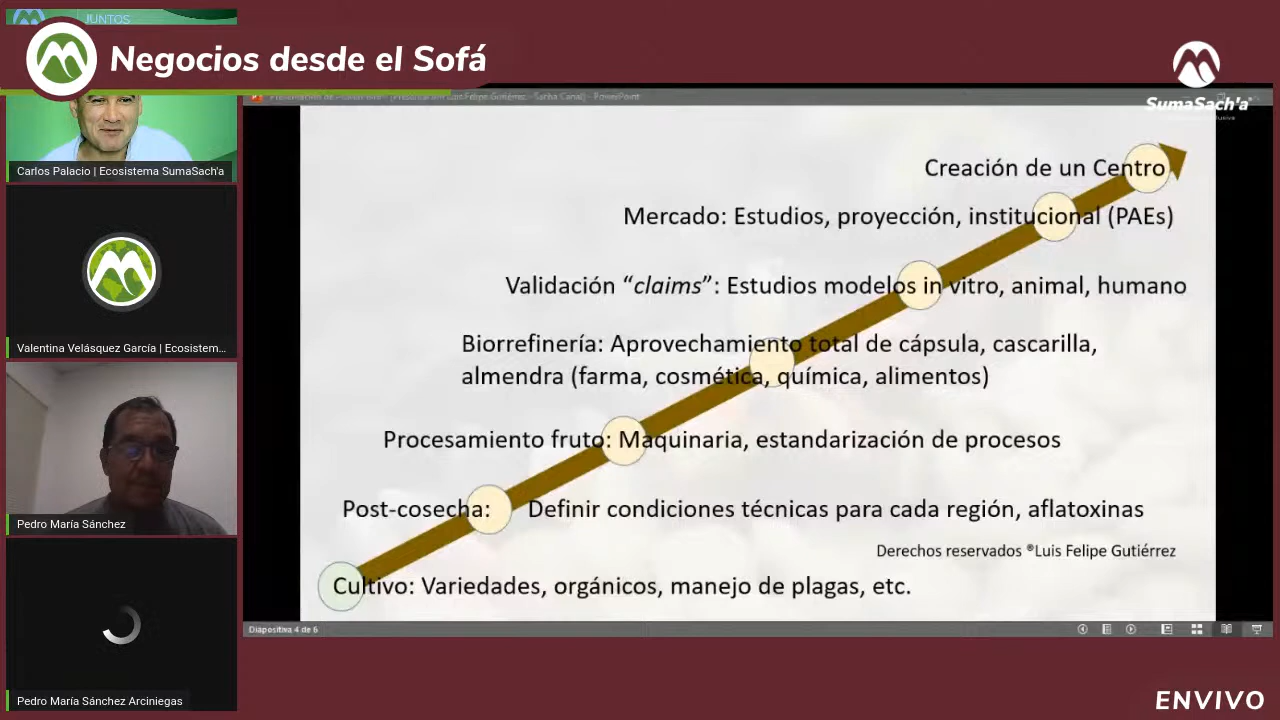 JUNTOS
Negocios desde el Sofá
SumaSach'a
Carlos Palacio | Ecosistema SumaSach'a
Valentina Velásquez García | Ecosistem...
Pedro María Sánchez
Pedro María Sánchez Arciniegas
Creación de un Centro
Mercado: Estudios, proyección, institucional (PAEs)
Validación “claims”: Estudios modelos in vitro, animal, humano
Biorrefinería: Aprovechamiento total de cápsula, cascarilla,
almendra (farma, cosmética, química, alimentos)
Procesamiento fruto: Maquinaria, estandarización de procesos
Post-cosecha: Definir condiciones técnicas para cada región, aflatoxinas
Derechos reservados ®Luis Felipe Gutiérrez
Cultivo: Variedades, orgánicos, manejo de plagas, etc.
Diapositiva 4 de 6
ENVIVO